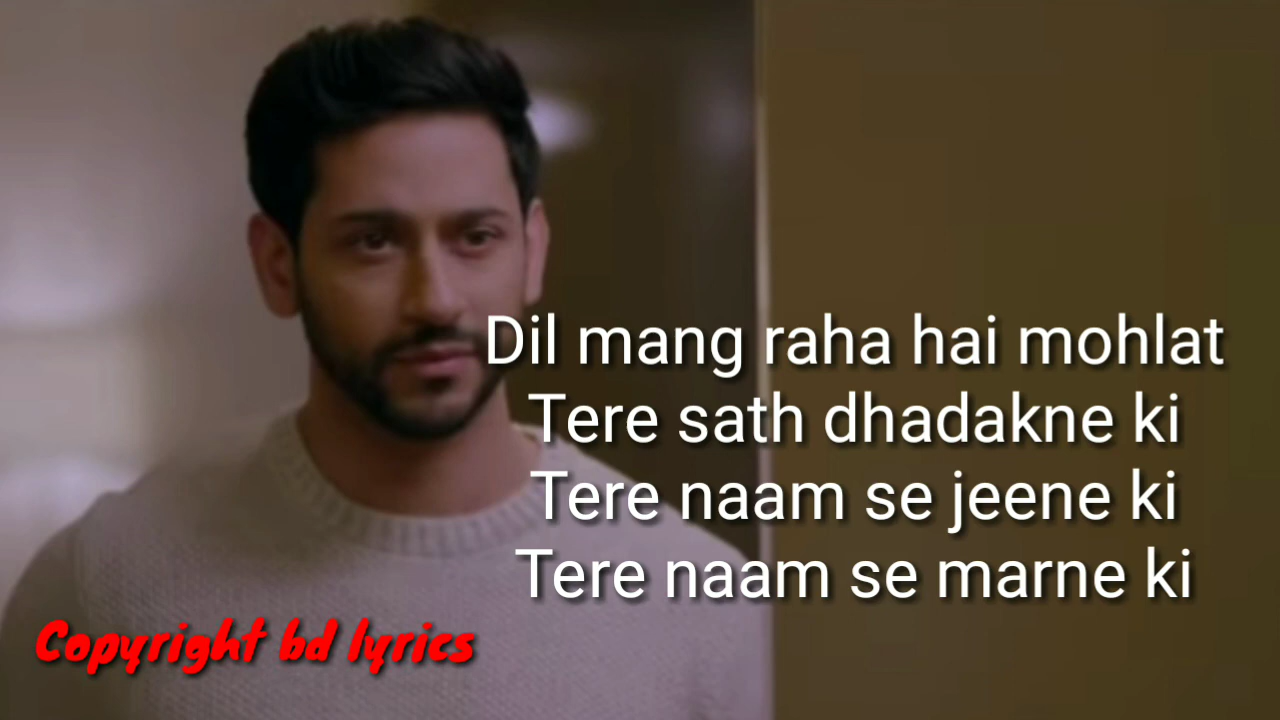 Dil mang raha hai mohlat
Tere sath dhadakne ki
Tere naam se jeene ki
Tere naam se marne ki
Copyright bd lyrics